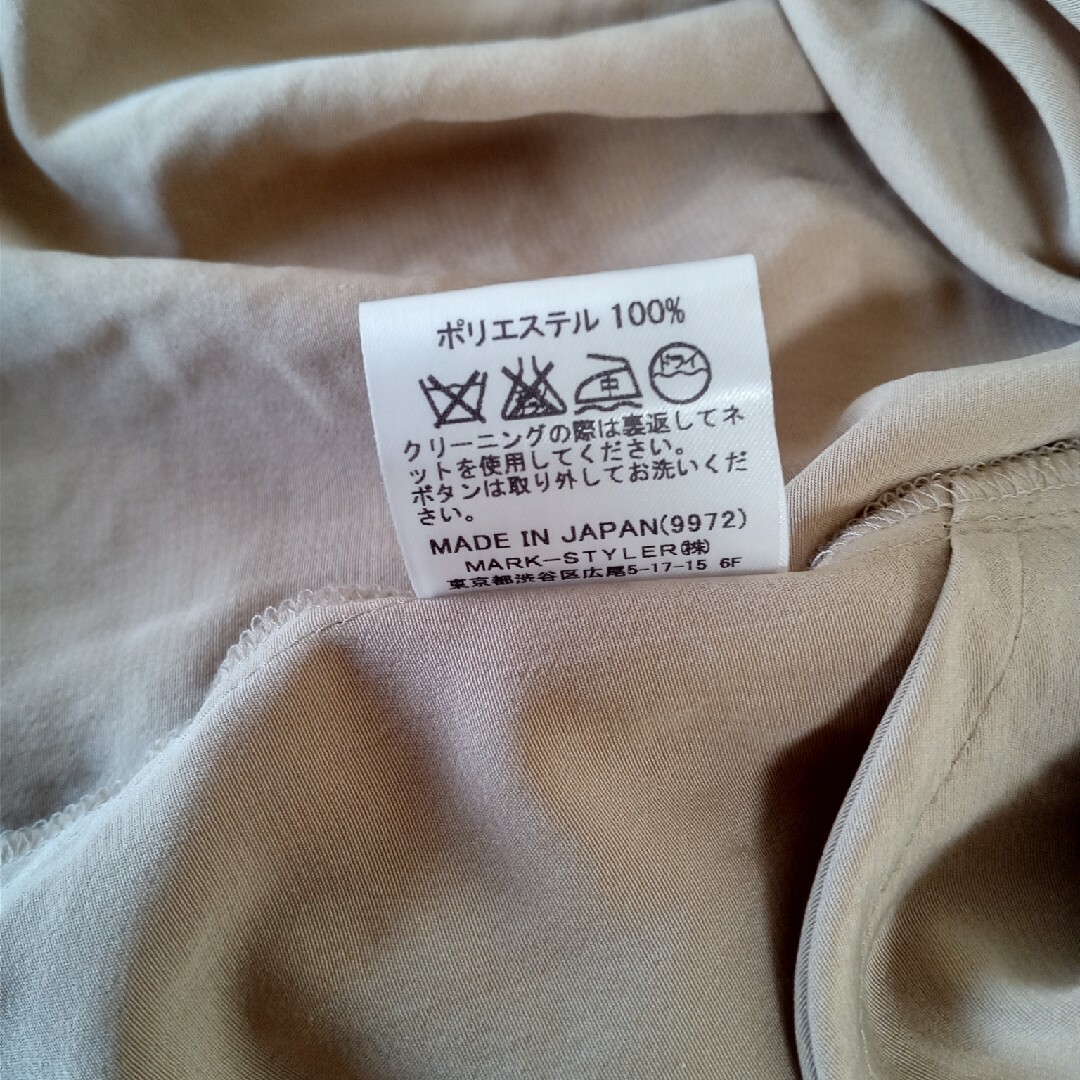 ポリエステル 100%
中 ドライ
クリーニングの際は裏返してネ
ットを使用してください。
ボタンは取り外してお洗いくだ
さい。
MADE IN JAPAN(9972)
MARK-STYLER㈱
東京都渋谷区広尾5-17-15 6F